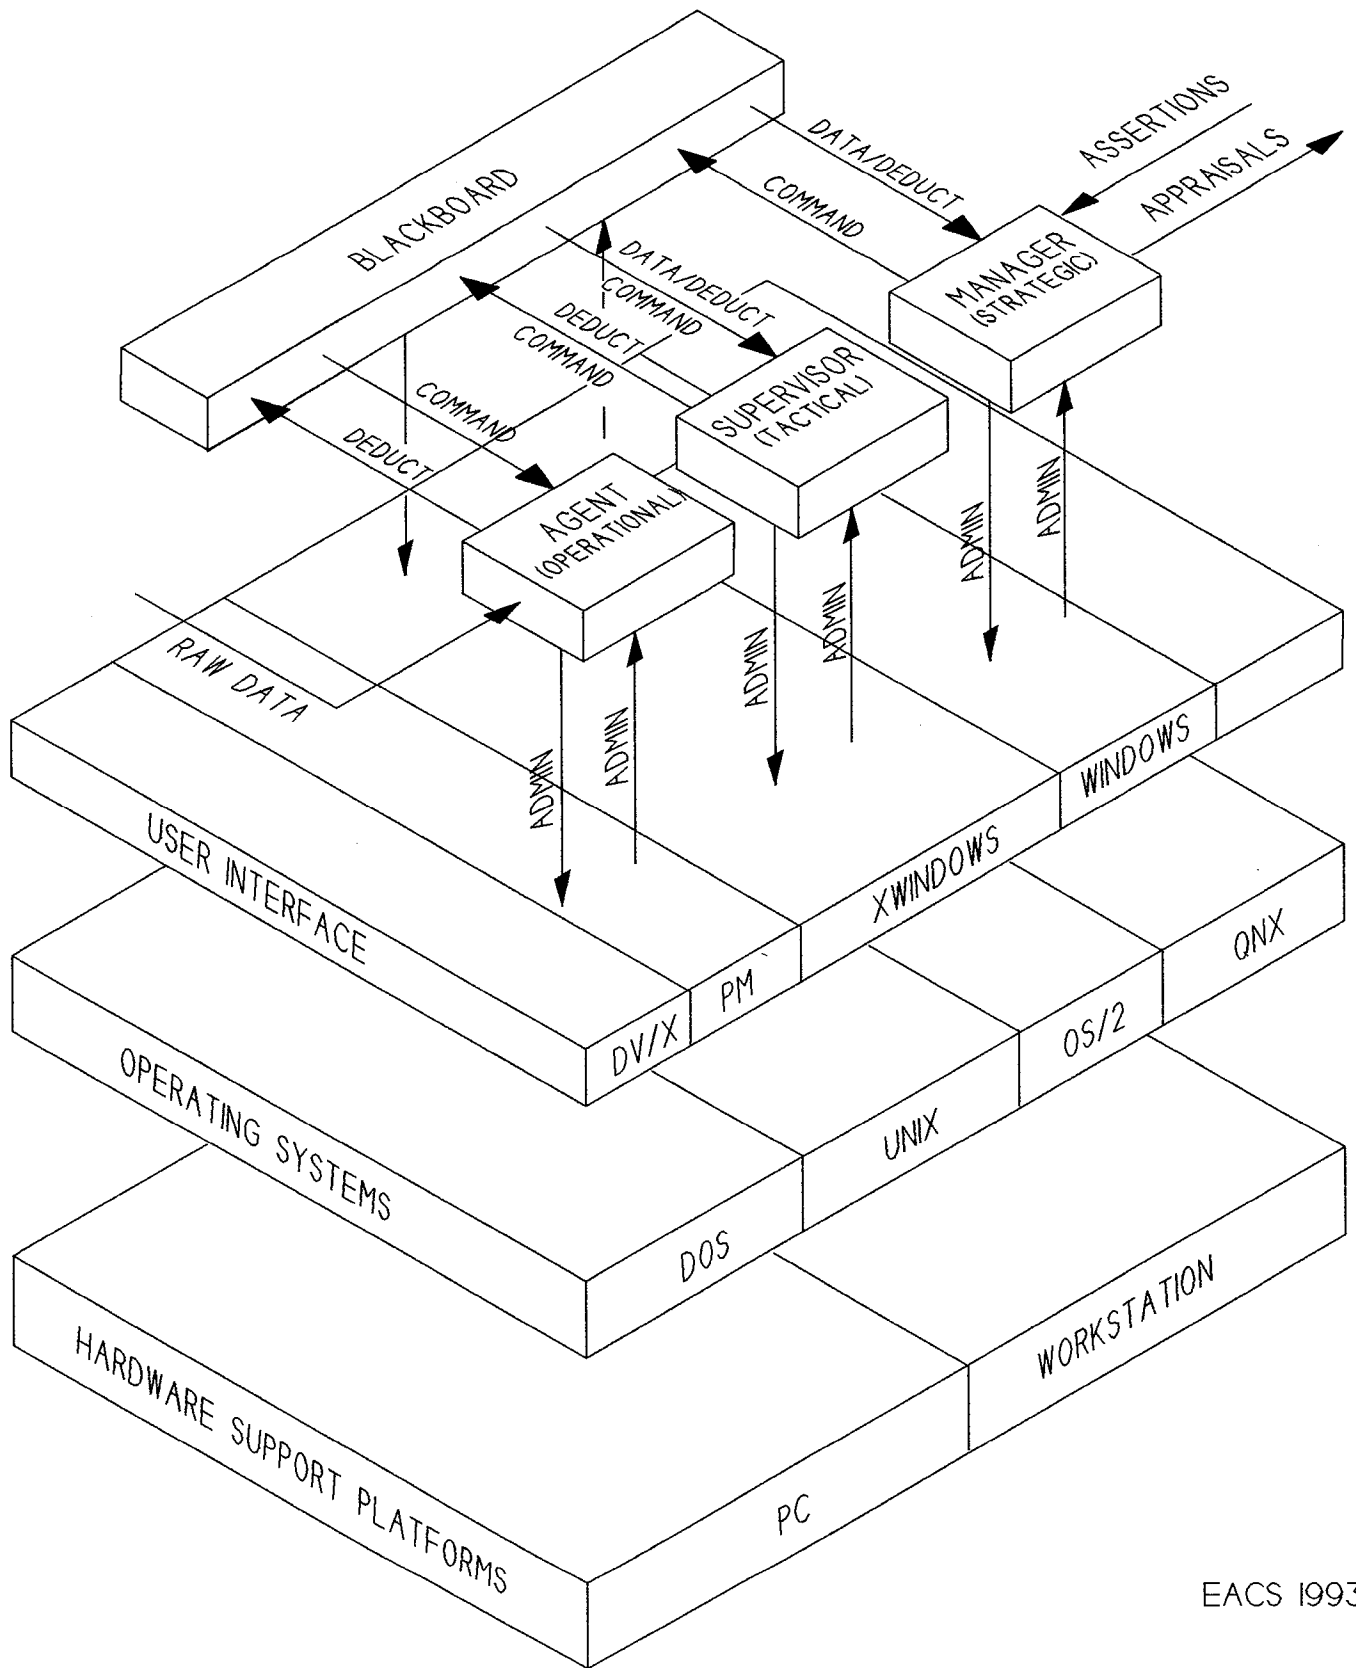 BLACKBOARD
DATA/DEDUCT
COMMAND
ASSERTIONS
APPRAISALS
MANAGER
(STRATEGIC)
DATA/DEDUCT
COMMAND
DEDUCT
COMMAND
SUPERVISOR
(TACTICAL)
COMMAND
DEDUCT
AGENT
(OPERATIONAL)
RAW DATA
ADMIN
ADMIN
ADMIN
ADMIN
ADMIN
ADMIN
USER INTERFACE
DV/X
PM
XWINDOWS
WINDOWS
OPERATING SYSTEMS
DOS
UNIX
OS/2
QNX
HARDWARE SUPPORT PLATFORMS
PC
WORKSTATION
EACS 1993